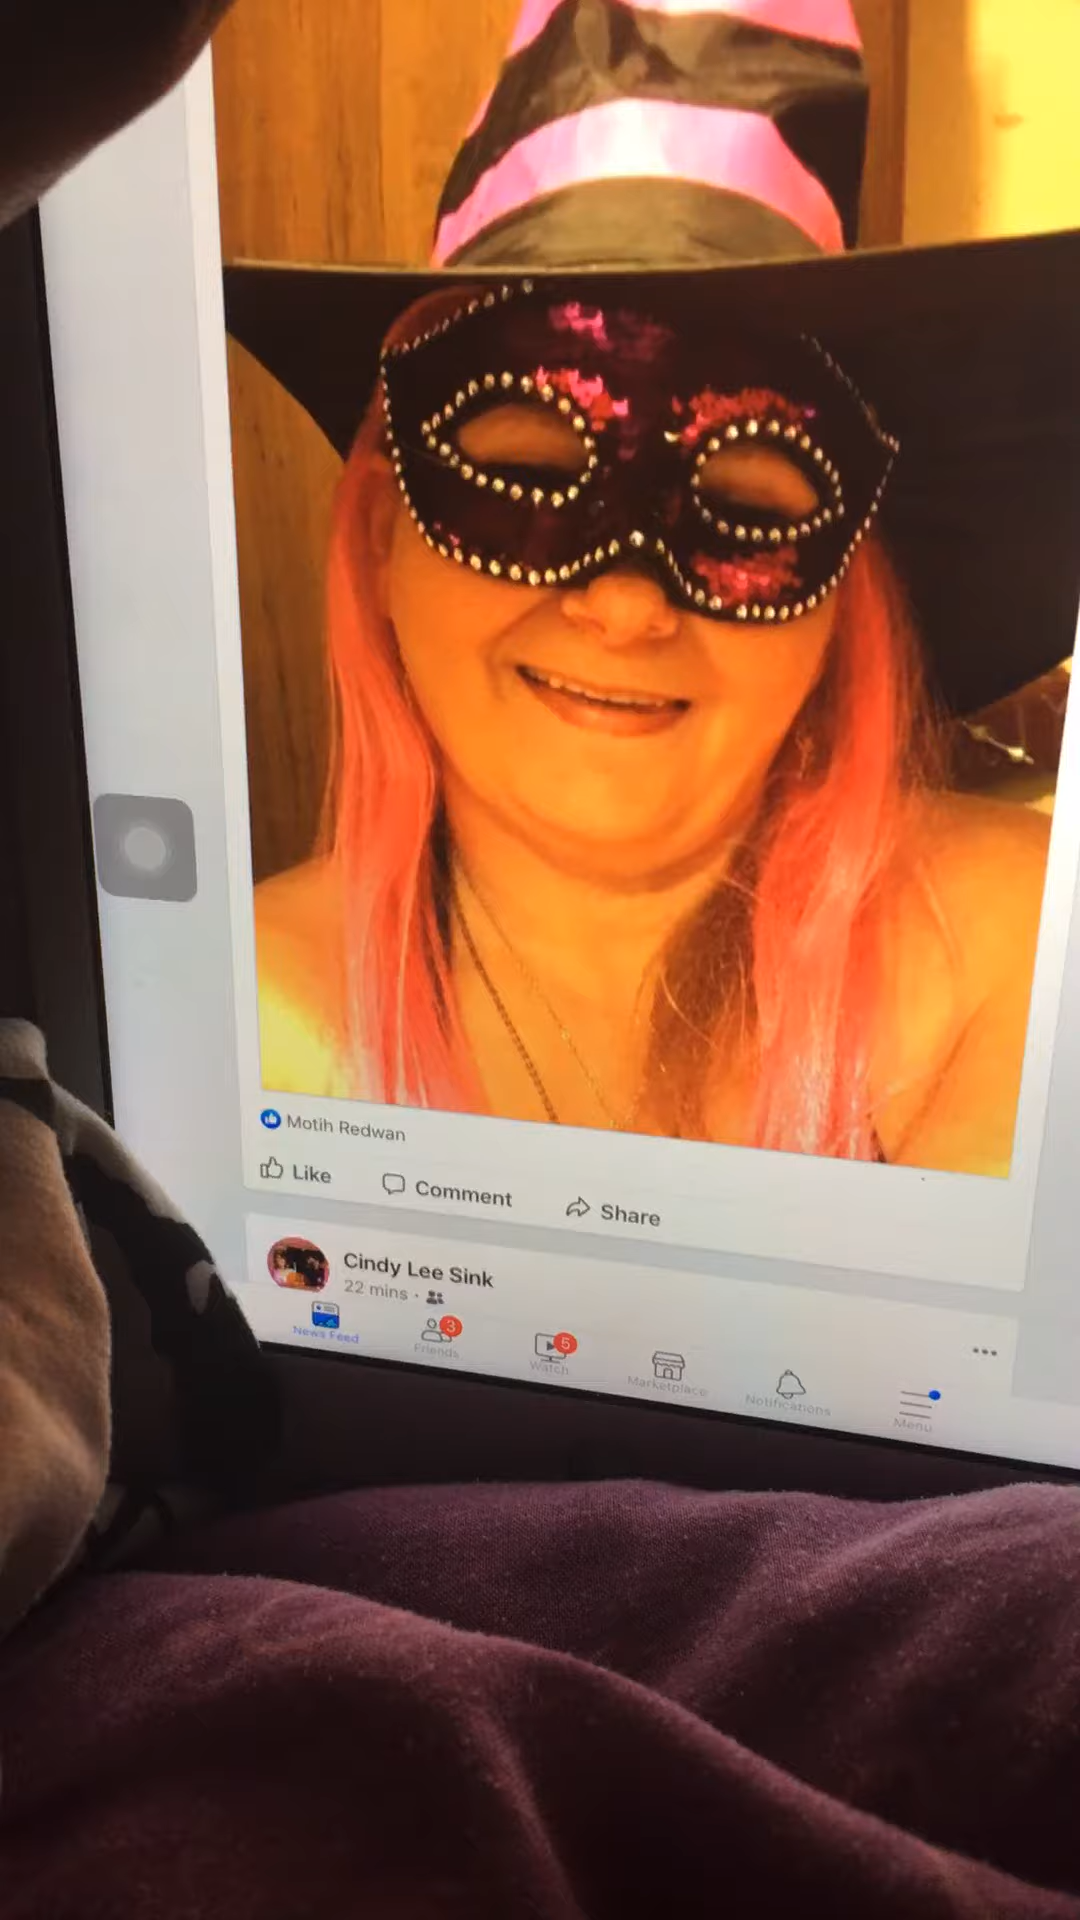 Motih Redwan
Like Comment Share
Cindy Lee Sink
22 mins ·
3
5
News Feed Friends Watch Marketplace Notifications Menu